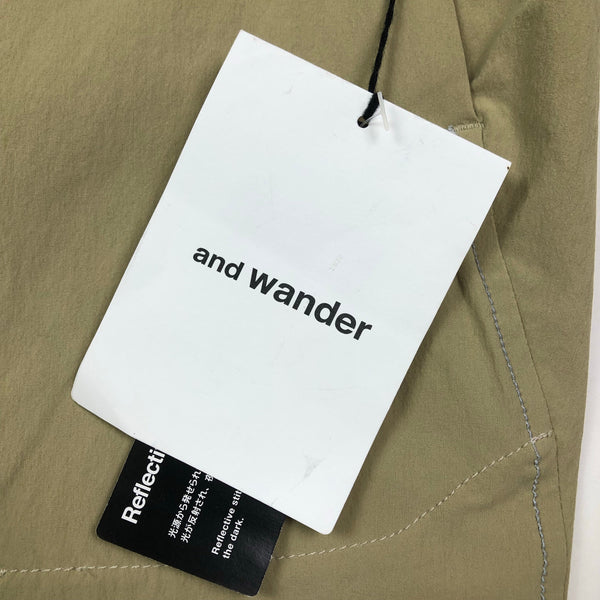 and wander
Reflecti
光源から発せられ
光が反射され、
Reflective stit
the dark.